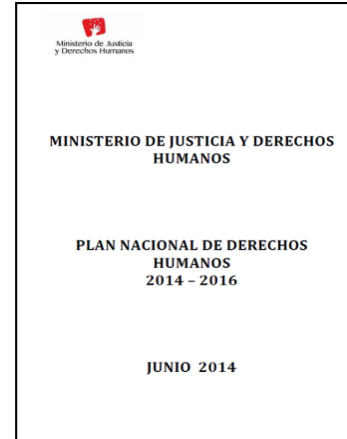 Ministerio de Justicia
y Derechos Humanos
MINISTERIO DE JUSTICIA Y DERECHOS
HUMANOS
PLAN NACIONAL DE DERECHOS
HUMANOS
2014 – 2016
JUNIO 2014